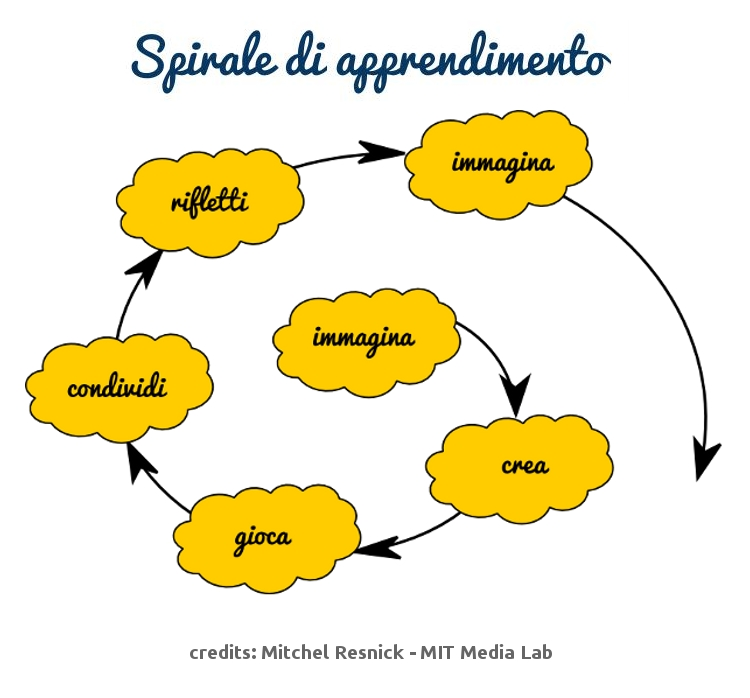 Spirale di apprendimento
immagina
rifletti
immagina
condividi
crea
gioca
credits: Mitchel Resnick - MIT Media Lab